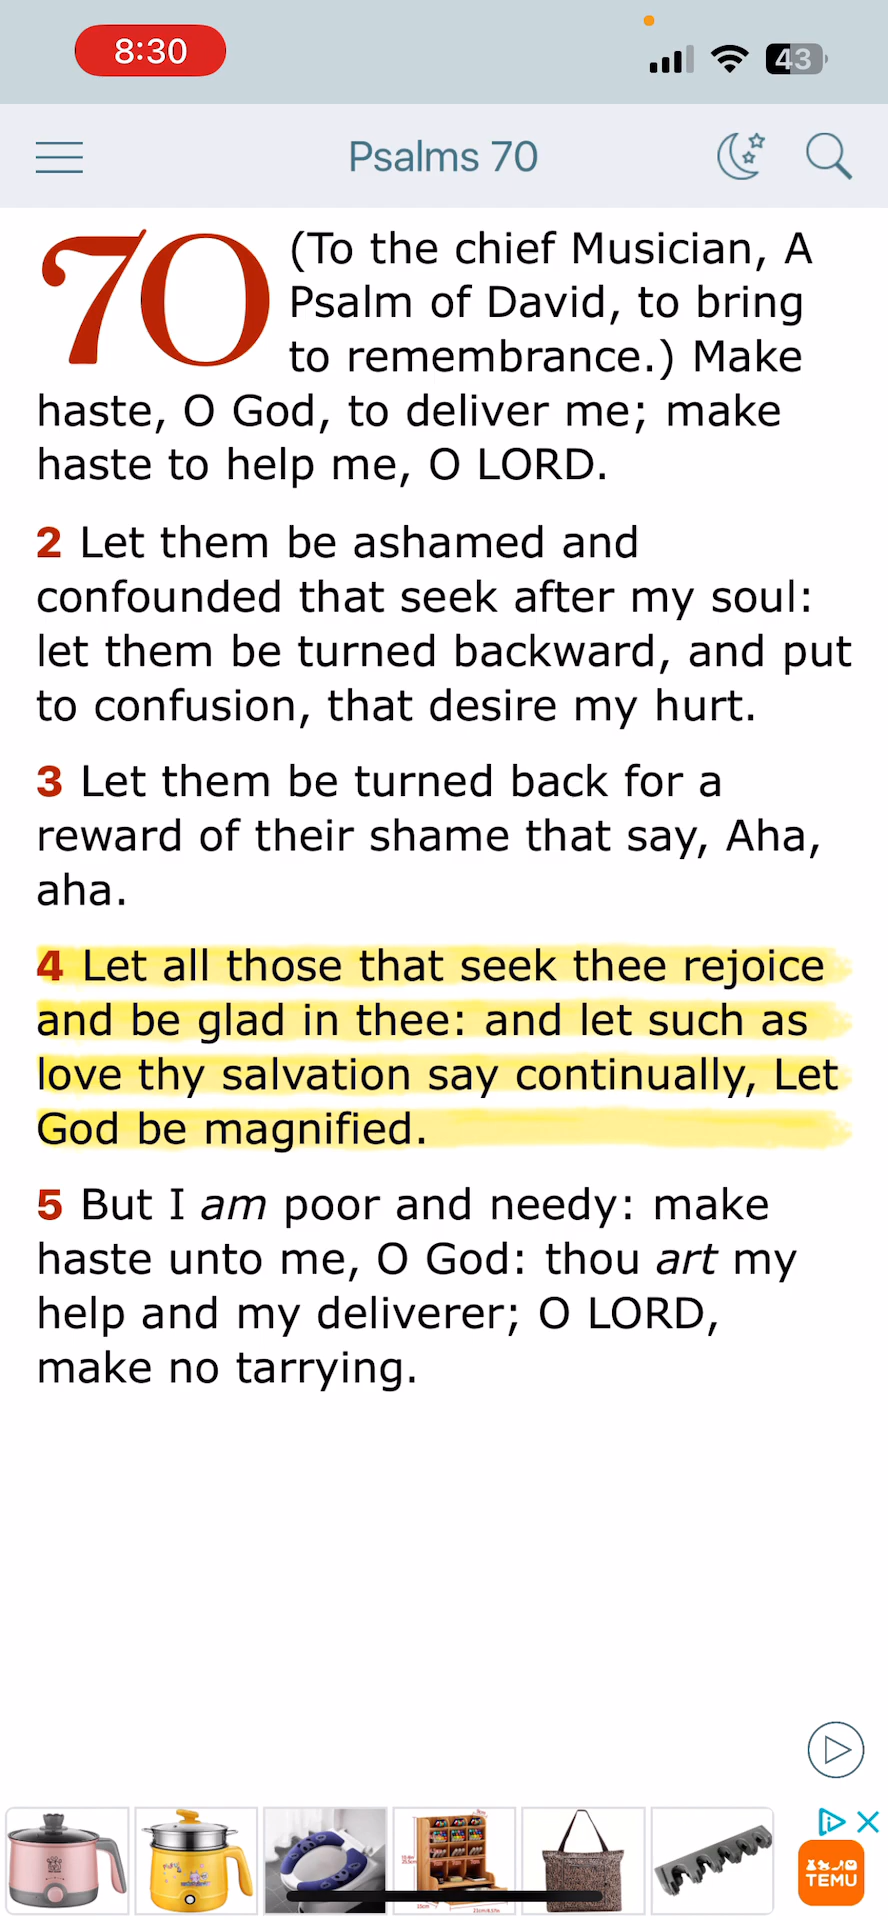 8:30
43
Psalms 70
70 (To the chief Musician, A
Psalm of David, to bring
to remembrance.) Make
haste, O God, to deliver me; make
haste to help me, O LORD.
2 Let them be ashamed and
confounded that seek after my soul:
let them be turned backward, and put
to confusion, that desire my hurt.
3 Let them be turned back for a
reward of their shame that say, Aha,
aha.
4 Let all those that seek thee rejoice
and be glad in thee: and let such as
love thy salvation say continually, Let
God be magnified.
5 But I am poor and needy: make
haste unto me, O God: thou art my
help and my deliverer; O LORD,
make no tarrying.
TEMU